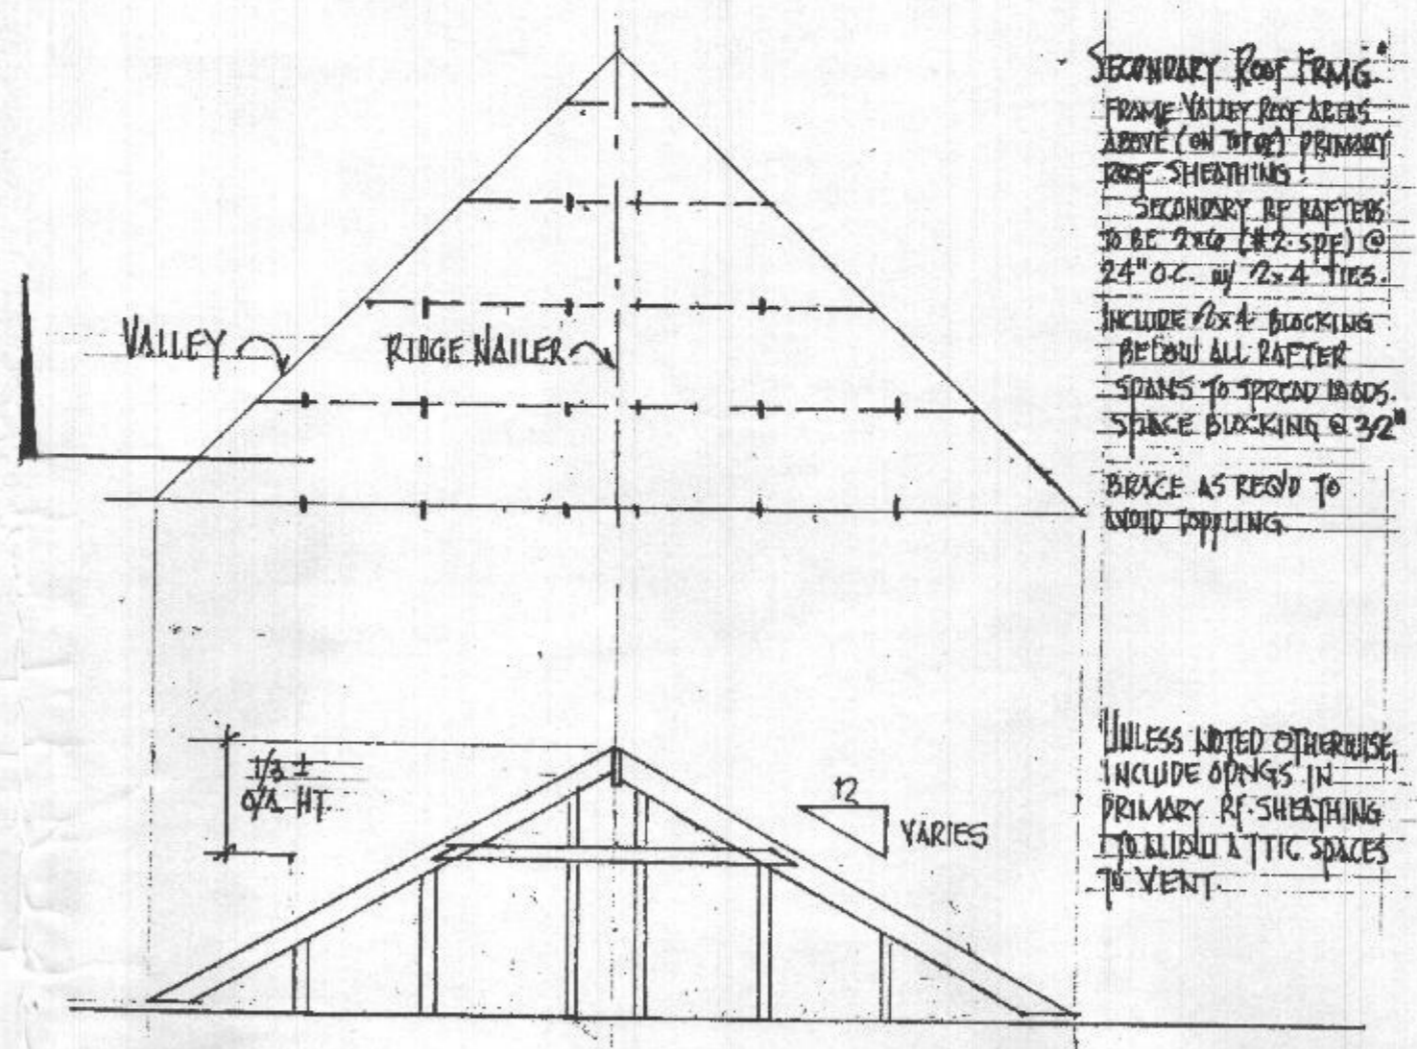 SECONDARY ROOF FRMG.
FRAME VALLEY ROOF AREAS
ABOVE (ON TOP OF) PRIMARY
ROOF SHEATHING.
SECONDARY RF RAFTERS
TO BE 2x6 (#2-SPF) @
24" O.C. w/ 2x4 TIES.
INCLUDE 2x4 BLOCKING
BELOW ALL RAFTER
SPANS TO SPREAD LOADS.
SPACE BLOCKING @ 32"
BRACE AS REQ'D TO
AVOID TOPPLING.
VALLEY
RIDGE NAILER
1/3 ±
O/A HT.
12
VARIES
UNLESS NOTED OTHERWISE,
INCLUDE OPNGS IN
PRIMARY RF. SHEATHING
TO ALLOW ATTIC SPACES
TO VENT.